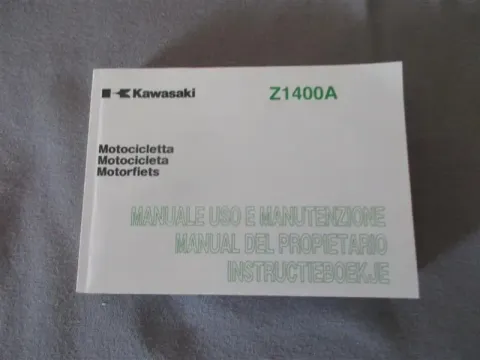 Kawasaki Z1400A
Motocicletta
Motocicleta
Motorfiets
MANUALE USO E MANUTENZIONE
MANUAL DEL PROPIETARIO
INSTRUCTIEBOEKJE